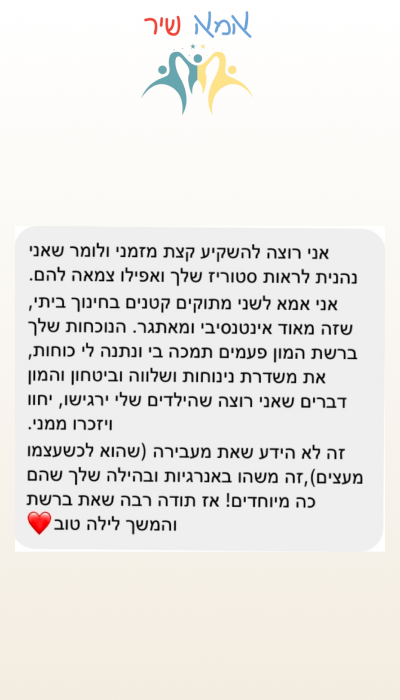 אמא שיר
אני רוצה להשקיע קצת מזמני ולומר שאני
נהנית לראות סטוריז שלך ואפילו צמאה להם.
אני אמא לשני מתוקים קטנים בחינוך ביתי,
שזה מאוד אינטנסיבי ומאתגר. הנוכחות שלך
ברשת המון פעמים תמכה בי ונתנה לי כוחות,
את משדרת נינוחות ושלווה וביטחון והמון
דברים שאני רוצה שהילדים שלי ירגישו, יחוו
ויזכרו ממני.
זה לא הידע שאת מעבירה (שהוא לכשעצמו
מעצים),זה משהו באנרגיות ובהילה שלך שהם
כה מיוחדים! אז תודה רבה שאת ברשת
והמשך לילה טוב❤️